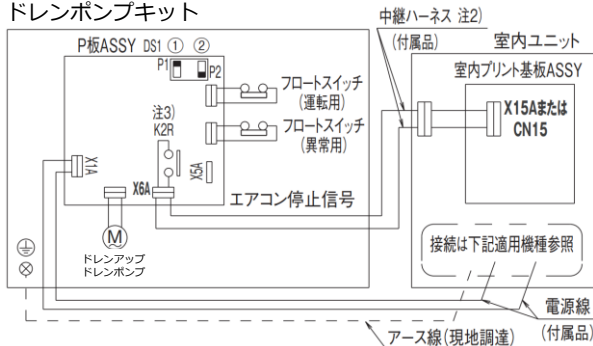 ドレンポンプキット
P板ASSY DS1 ① ②
P1
P2
フロートスイッチ
(運転用)
フロートスイッチ
(異常用)
注3)
K2R
X1A
X6A
X5A
エアコン停止信号
M
ドレンアップ
ドレンポンプ
中継ハーネス 注2)
(付属品)
室内ユニット
室内プリント基板ASSY
X15Aまたは
CN15
接続は下記適用機種参照
電源線
(付属品)
アース線(現地調達)